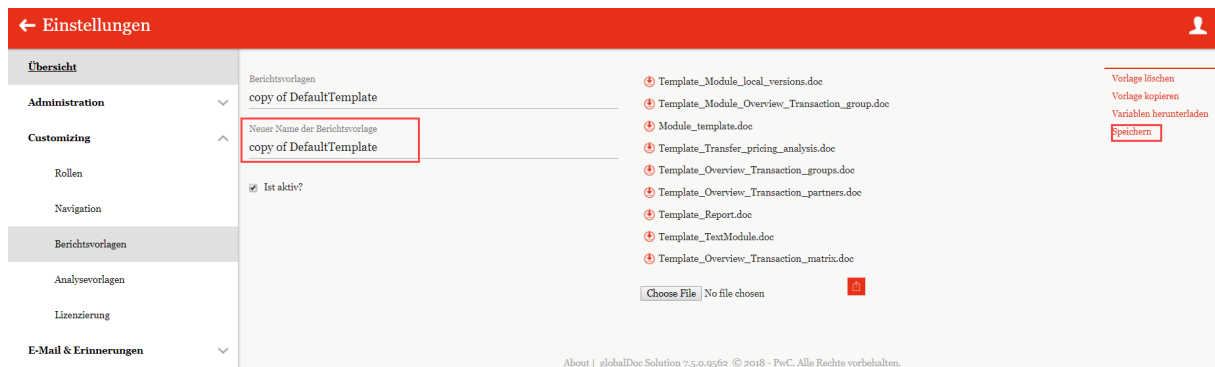 Einstellungen
Übersicht
Administration
Customizing
Rollen
Navigation
Berichtsvorlagen
Analysevorlagen
Lizenzierung
E-Mail & Erinnerungen
Berichtsvorlagen
copy of DefaultTemplate
Neuer Name der Berichtsvorlage
copy of DefaultTemplate
Ist aktiv?
Template_Module_local_versions.doc
Template_Module_Overview_Transaction_group.doc
Module_template.doc
Template_Transfer_pricing_analysis.doc
Template_Overview_Transaction_groups.doc
Template_Overview_Transaction_partners.doc
Template_Report.doc
Template_TextModule.doc
Template_Overview_Transaction_matrix.doc
Choose File No file chosen
Vorlage löschen
Vorlage kopieren
Variablen herunterladen
Speichern
About | globalDoc Solution 7.5.0.9562 © 2018 - PwC. Alle Rechte vorbehalten.